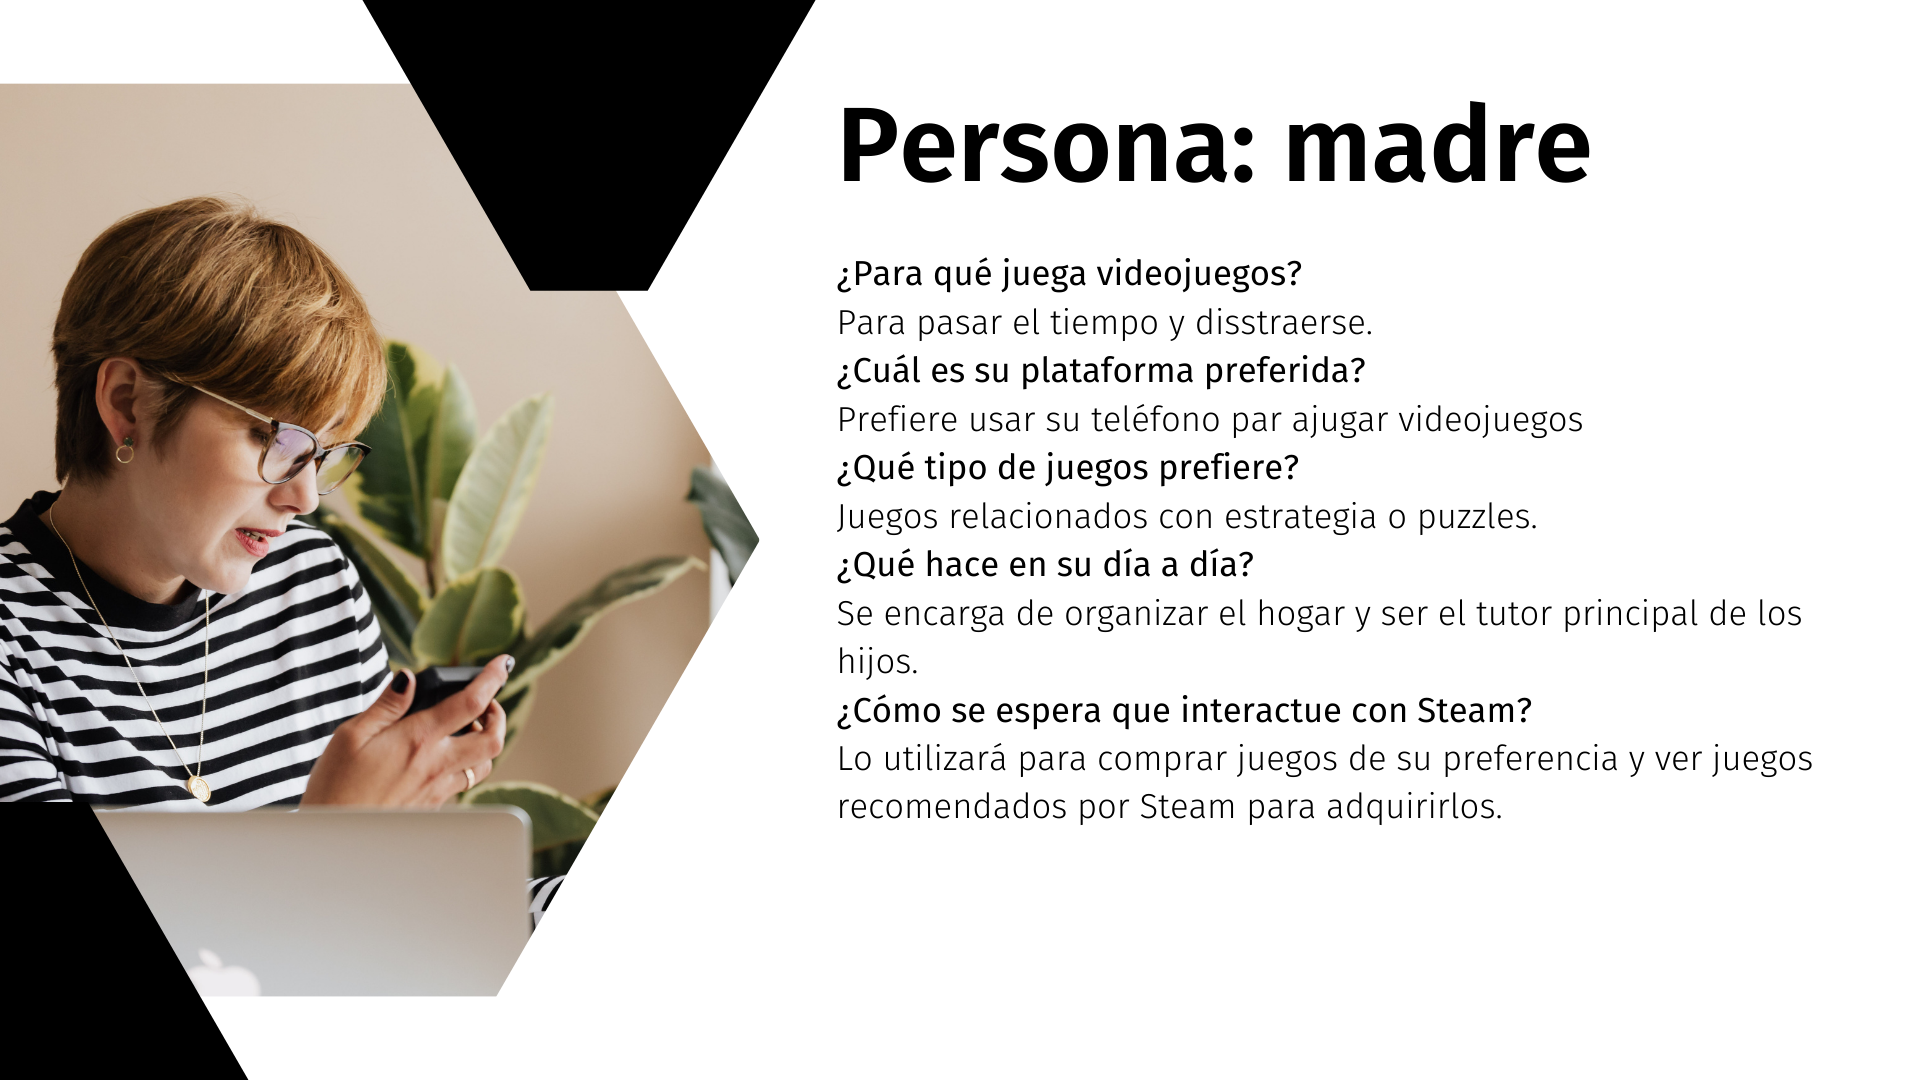 Persona: madre
¿Para qué juega videojuegos?
Para pasar el tiempo y disstraerse.
¿Cuál es su plataforma preferida?
Prefiere usar su teléfono par ajugar videojuegos
¿Qué tipo de juegos prefiere?
Juegos relacionados con estrategia o puzzles.
¿Qué hace en su día a día?
Se encarga de organizar el hogar y ser el tutor principal de los
hijos.
¿Cómo se espera que interactue con Steam?
Lo utilizará para comprar juegos de su preferencia y ver juegos
recomendados por Steam para adquirirlos.